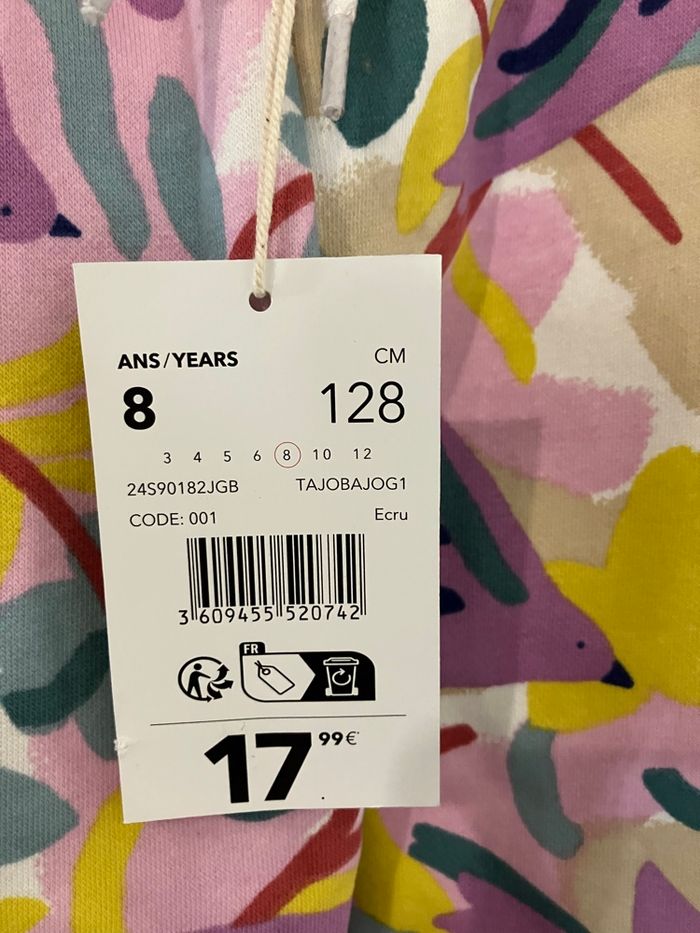 ANS/YEARS CM
8 128
3 4 5 6 8 10 12
24S90182JGB TAJOBAJOG1
CODE: 001 Ecru
3 609455 520742
FR
17 99€*